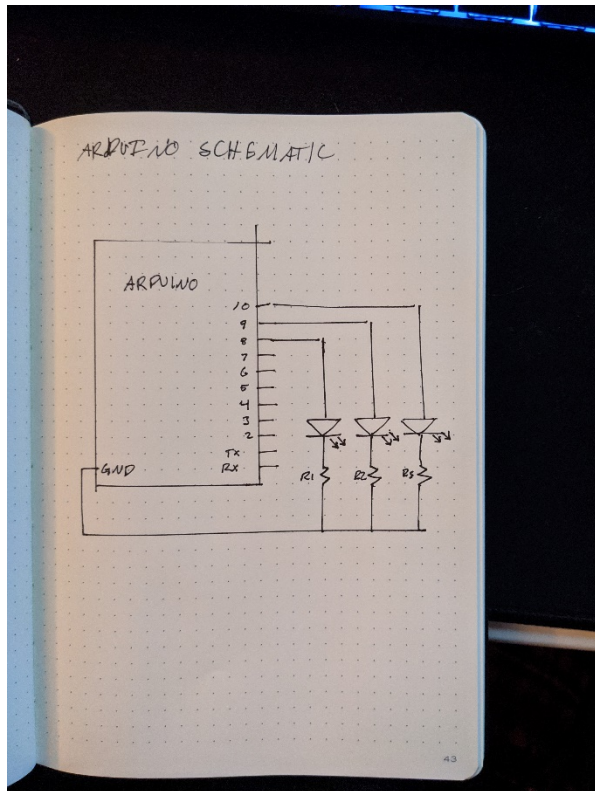 ARDUINO SCHEMATIC
ARDUINO
10
9
8
7
6
5
4
3
2
TX
RX
GND
R1 R2 R3
43